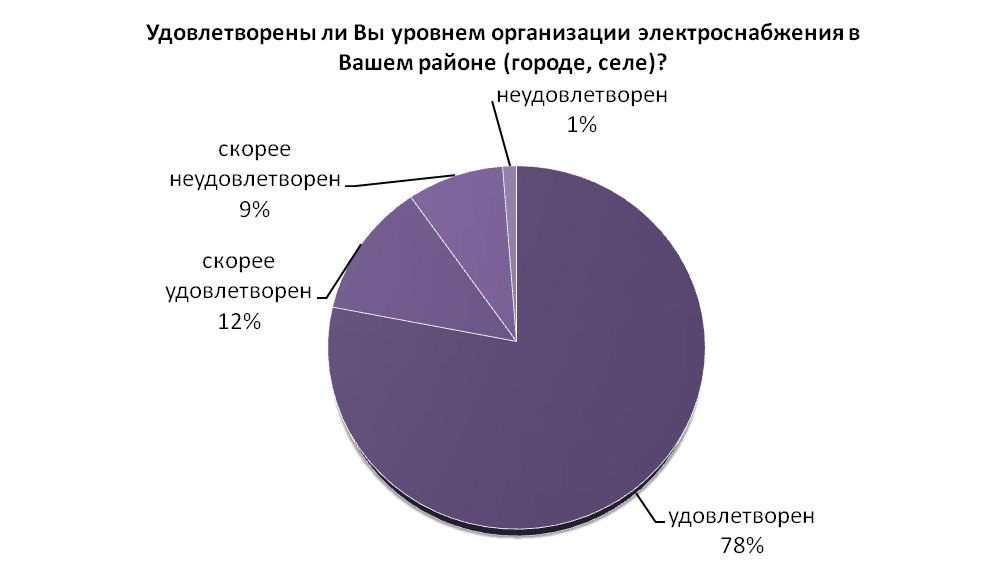 Удовлетворены ли Вы уровнем организации электроснабжения в
Вашем районе (городе, селе)?
неудовлетворен
1%
скорее
неудовлетворен
9%
скорее
удовлетворен
12%
удовлетворен
78%